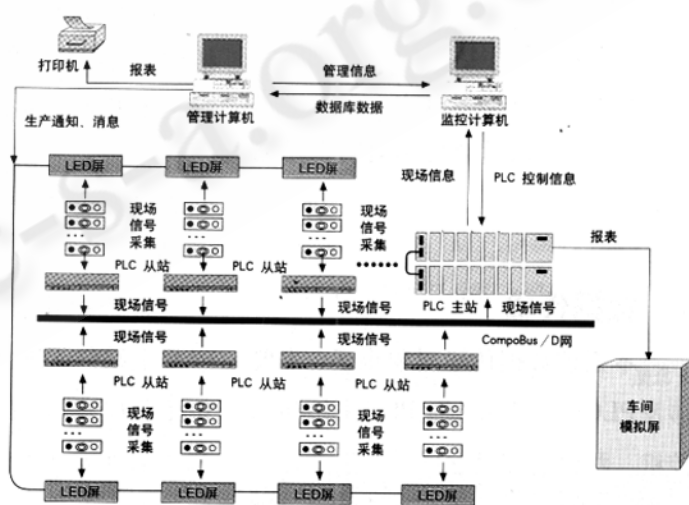 打印机
报表
管理信息
数据库数据
管理计算机
监控计算机
生产通知、消息
LED屏
LED屏
LED屏
现场信息
PLC 控制信息
现场
信号
采集
现场
信号
采集
报表
PLC 从站
PLC 从站
PLC 主站
现场信号
现场信号
现场信号
现场信号
现场信号
CompoBus/D网
PLC 从站
PLC 从站
PLC 从站
现场
信号
采集
现场
信号
采集
车间
模拟屏
LED屏
LED屏
LED屏
LED屏